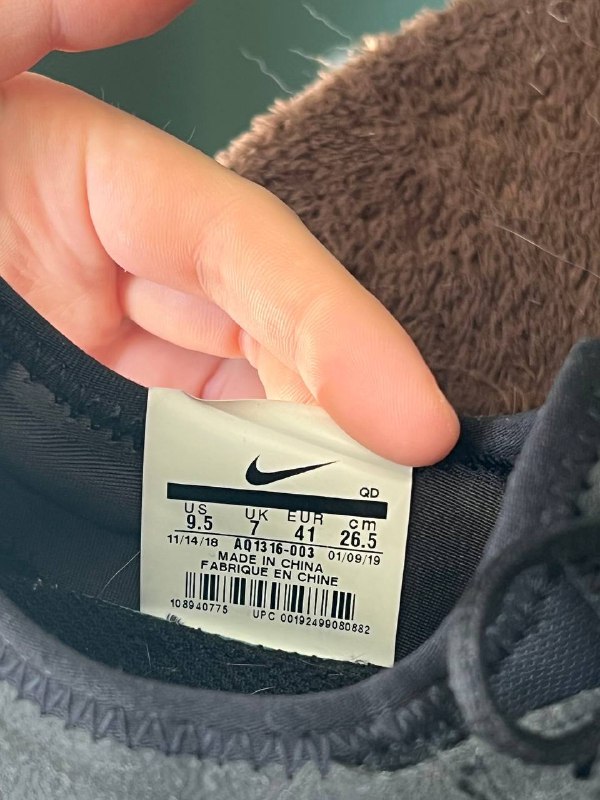 QD
US UK EUR cm
9.5 7 41 26.5
11/14/18 AQ1316-003 01/09/19
MADE IN CHINA
FABRIQUE EN CHINE
108940775 UPC 00192499080882